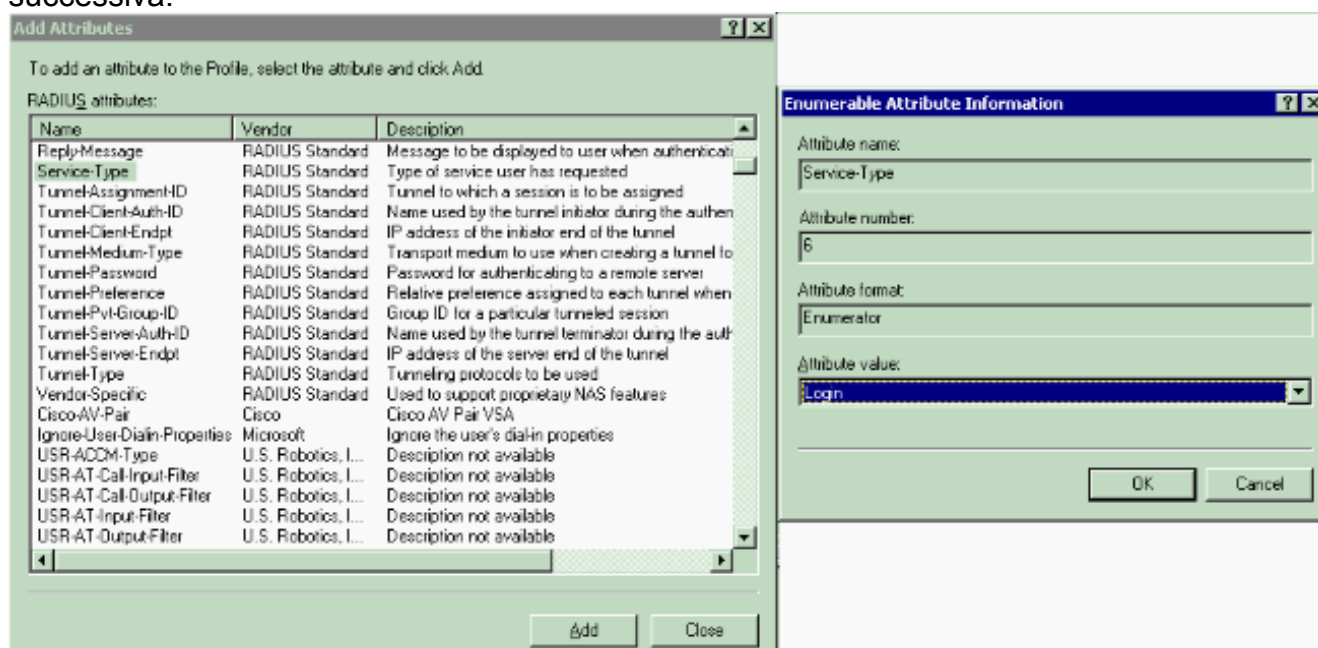 successiva.
Add Attributes
To add an attribute to the Profile, select the attribute and click Add.
RADIUS attributes:
Name Vendor Description
Reply-Message RADIUS Standard Message to be displayed to user when authenticati
Service-Type RADIUS Standard Type of service user has requested
Tunnel-Assignment-ID RADIUS Standard Tunnel to which a session is to be assigned
Tunnel-Client-Auth-ID RADIUS Standard Name used by the tunnel initiator during the authen
Tunnel-Client-Endpt RADIUS Standard IP address of the initiator end of the tunnel
Tunnel-Medium-Type RADIUS Standard Transport medium to use when creating a tunnel fo
Tunnel-Password RADIUS Standard Password for authenticating to a remote server
Tunnel-Preference RADIUS Standard Relative preference assigned to each tunnel when
Tunnel-Pvt-Group-ID RADIUS Standard Group ID for a particular tunneled session
Tunnel-Server-Auth-ID RADIUS Standard Name used by the tunnel terminator during the auth
Tunnel-Server-Endpt RADIUS Standard IP address of the server end of the tunnel
Tunnel-Type RADIUS Standard Tunneling protocols to be used
Vendor-Specific RADIUS Standard Used to support proprietary NAS features
Cisco-AV-Pair Cisco Cisco AV Pair VSA
Ignore-User-Dialin-Properties Microsoft Ignore the user's dial-in properties
USR-ACCM-Type U.S. Robotics, I... Description not available
USR-AT-Call-Input-Filter U.S. Robotics, I... Description not available
USR-AT-Call-Output-Filter U.S. Robotics, I... Description not available
USR-AT-Input-Filter U.S. Robotics, I... Description not available
USR-AT-Output-Filter U.S. Robotics, I... Description not available
Add Close
Enumerable Attribute Information
Attribute name:
Service-Type
Attribute number:
6
Attribute format:
Enumerator
Attribute value:
Login
OK Cancel